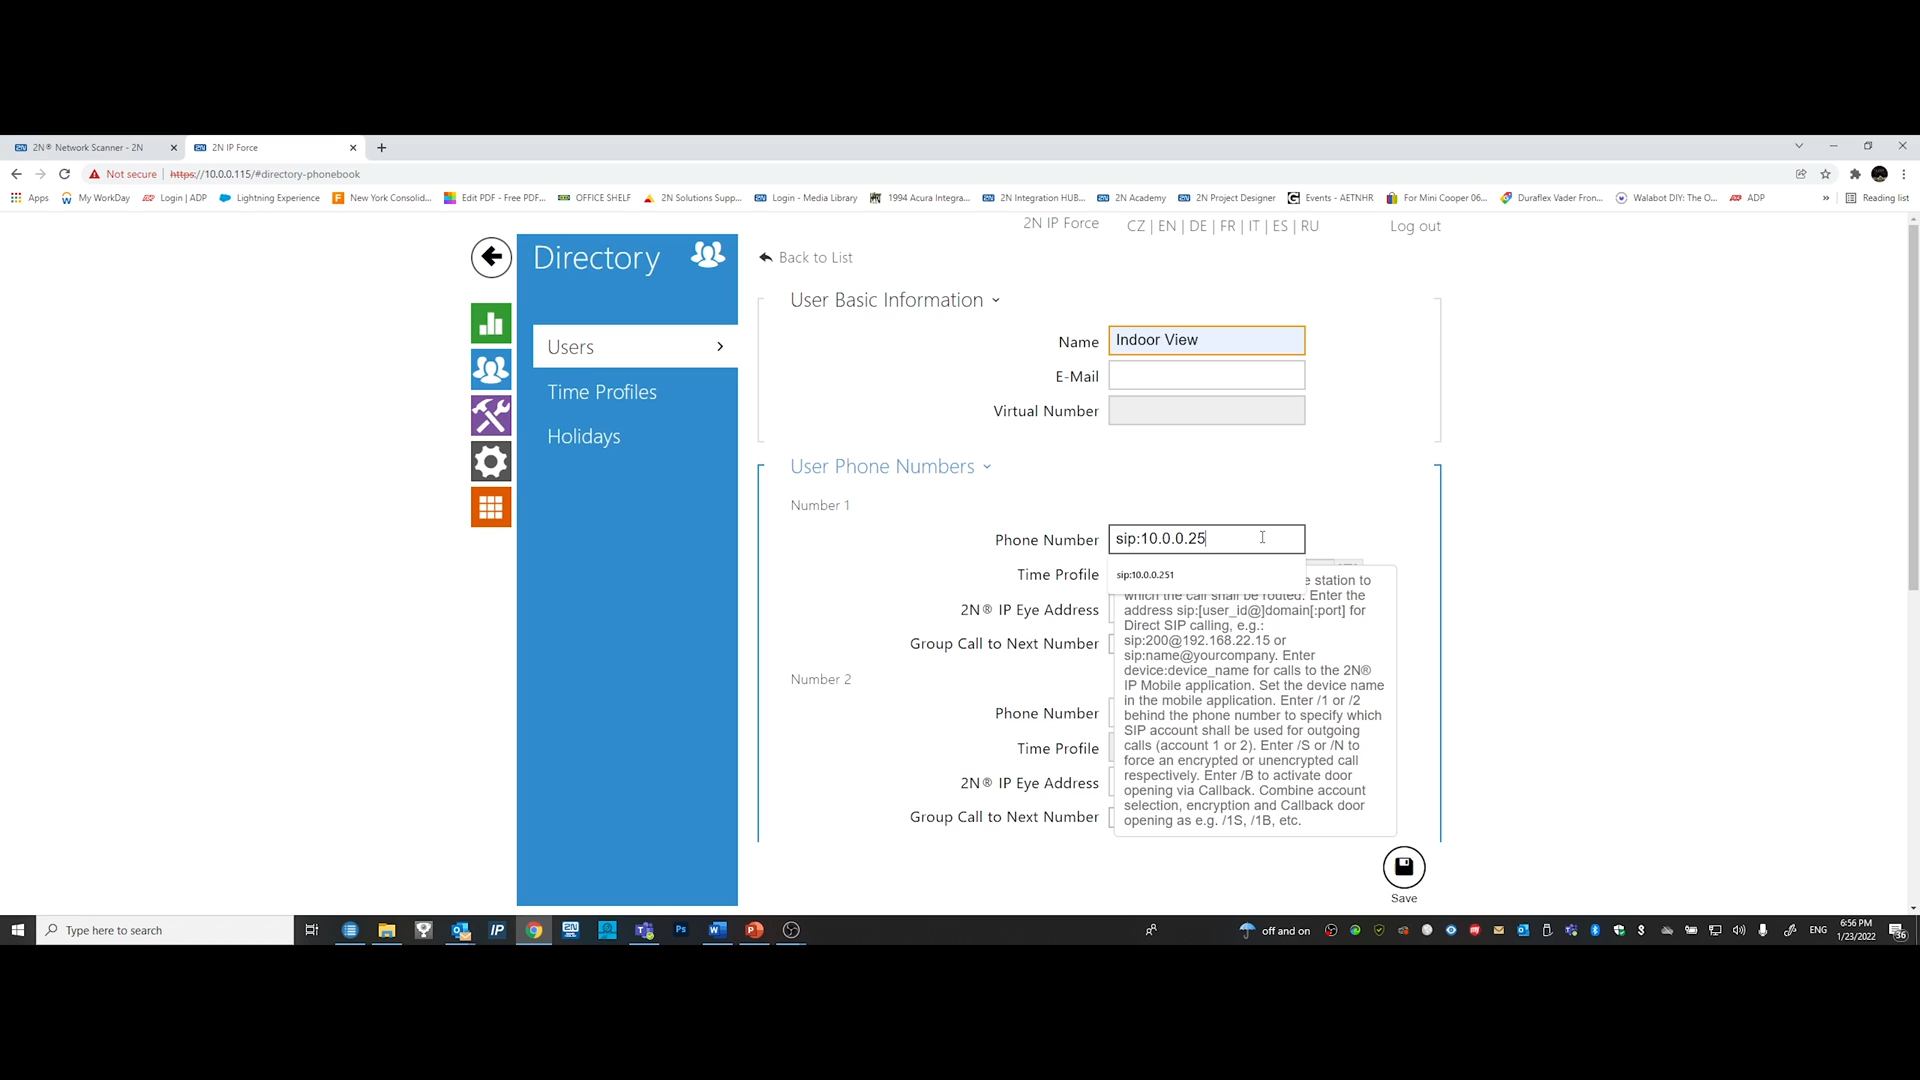 2N® Network Scanner - 2N
2N IP Force
Not secure https://10.0.0.115/#directory-phonebook
Apps My WorkDay Login | ADP Lightning Experience New York Consolid... Edit PDF - Free PDF... OFFICE SHELF 2N Solutions Supp... Login - Media Library 1994 Acura Integra... 2N Integration HUB... 2N Academy 2N Project Designer Events - AETNHR For Mini Cooper 06... Duraflex Vader Fron... Walabot DIY: The O... ADP » Reading list
2N IP Force CZ | EN | DE | FR | IT | ES | RU Log out
Directory
Users
Time Profiles
Holidays
Back to List
User Basic Information
Name Indoor View
E-Mail
Virtual Number
User Phone Numbers
Number 1
Phone Number sip:10.0.0.25
sip:10.0.0.251
Time Profile
2N® IP Eye Address
Group Call to Next Number
Number 2
Phone Number
Time Profile
2N® IP Eye Address
Group Call to Next Number
e station to
which the call shall be routed. Enter the
address sip:[user_id@]domain[:port] for
Direct SIP calling, e.g.:
sip:200@192.168.22.15 or
sip:name@yourcompany. Enter
device:device_name for calls to the 2N®
IP Mobile application. Set the device name
in the mobile application. Enter /1 or /2
behind the phone number to specify which
SIP account shall be used for outgoing
calls (account 1 or 2). Enter /S or /N to
force an encrypted or unencrypted call
respectively. Enter /B to activate door
opening via Callback. Combine account
selection, encryption and Callback door
opening as e.g. /1S, /1B, etc.
Save
Type here to search
off and on
ENG
6:56 PM
1/23/2022
36